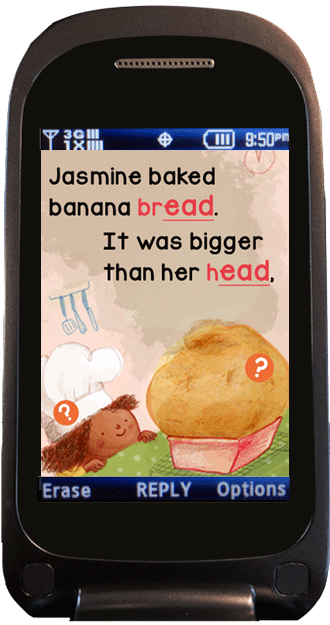 3G
1X
9:50PM
Jasmine baked
banana bread.
It was bigger
than her head,
?
?
Erase REPLY Options